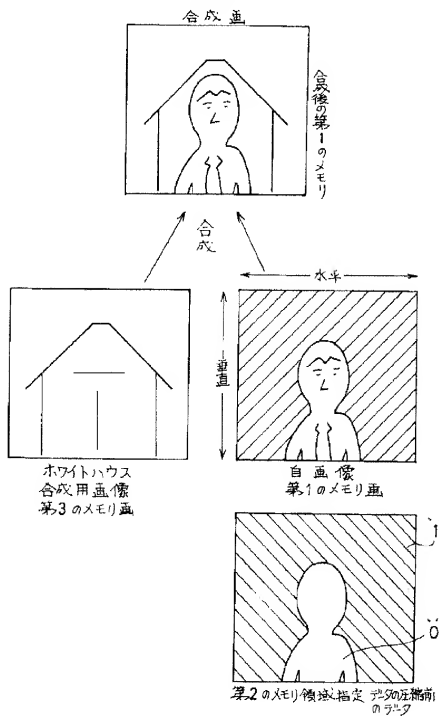 合成画
合成後の第1のメモリ
合成
水平
垂直
ホワイトハウス
合成用画像
第3のメモリ画
自画像
第1のメモリ画
"1"
"0"
第2のメモリ領域指定 データの圧縮前
のデータ